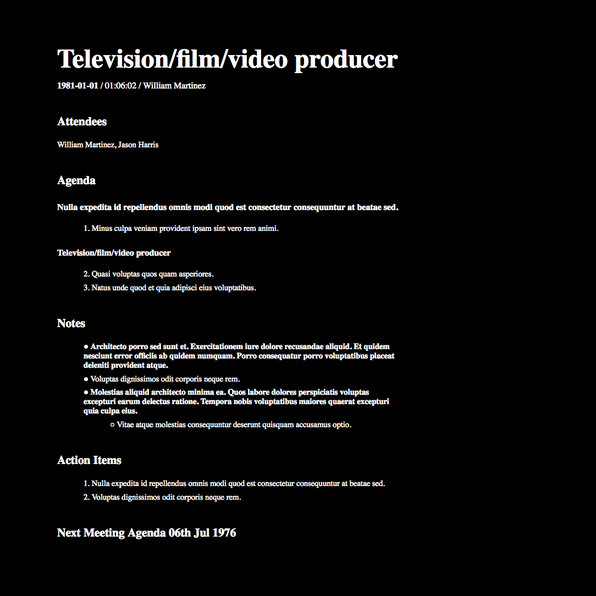 Television/film/video producer
1981-01-01 / 01:06:02 / William Martinez
Attendees
William Martinez, Jason Harris
Agenda
Nulla expedita id repellendus omnis modi quod est consectetur consequuntur at beatae sed.
1. Minus culpa veniam provident ipsam sint vero rem animi.
Television/film/video producer
2. Quasi voluptas quos quam asperiores.
3. Natus unde quod et quia adipisci eius voluptatibus.
Notes
● Architecto porro sed sunt et. Exercitationem iure dolore recusandae aliquid. Et quidem
nesciunt error officiis ab quidem numquam. Porro consequatur porro voluptatibus placeat
deleniti provident atque.
● Voluptas dignissimos odit corporis neque rem.
● Molestias aliquid architecto minima ea. Quos labore dolores perspiciatis voluptas
excepturi earum delectus ratione. Tempora nobis voluptatibus maiores quaerat excepturi
quia culpa eius.
○ Vitae atque molestias consequuntur deserunt quisquam accusamus optio.
Action Items
1. Nulla expedita id repellendus omnis modi quod est consectetur consequuntur at beatae sed.
2. Voluptas dignissimos odit corporis neque rem.
Next Meeting Agenda 06th Jul 1976